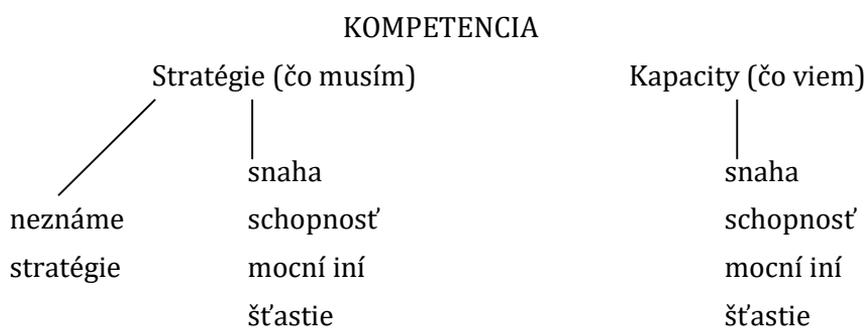 KOMPETENCIA
Stratégie (čo musím) Kapacity (čo viem)
snaha snaha
neznáme schopnosť schopnosť
stratégie mocní iní mocní iní
šťastie šťastie